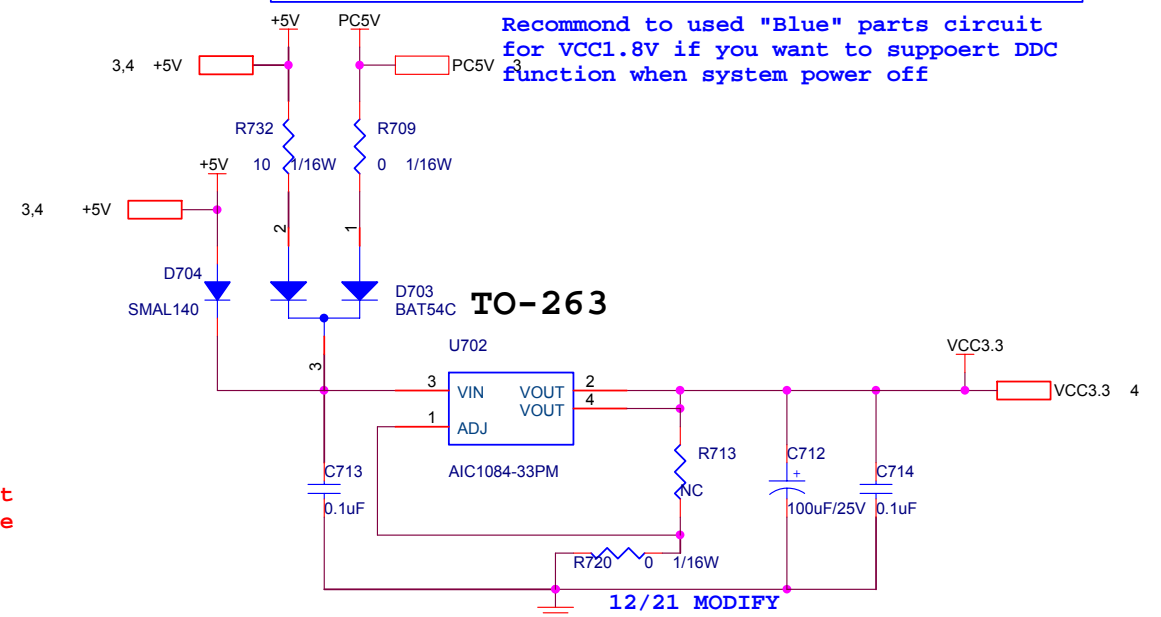 +5V
PC5V
Recommond to used "Blue" parts circuit
for VCC1.8V if you want to suppoert DDC
function when system power off
3,4 +5V
PC5V 3
R732
R709
10 1/16W
0 1/16W
+5V
3,4 +5V
2
1
D704
SMAL140
D703
BAT54C
TO-263
U702
3
VCC3.3
3 VIN
VOUT 2
VOUT 4
1 ADJ
VCC3.3 4
AIC1084-33PM
R713
NC
C712
+
100uF/25V
C714
0.1uF
C713
0.1uF
t
e
R720 0 1/16W
12/21 MODIFY